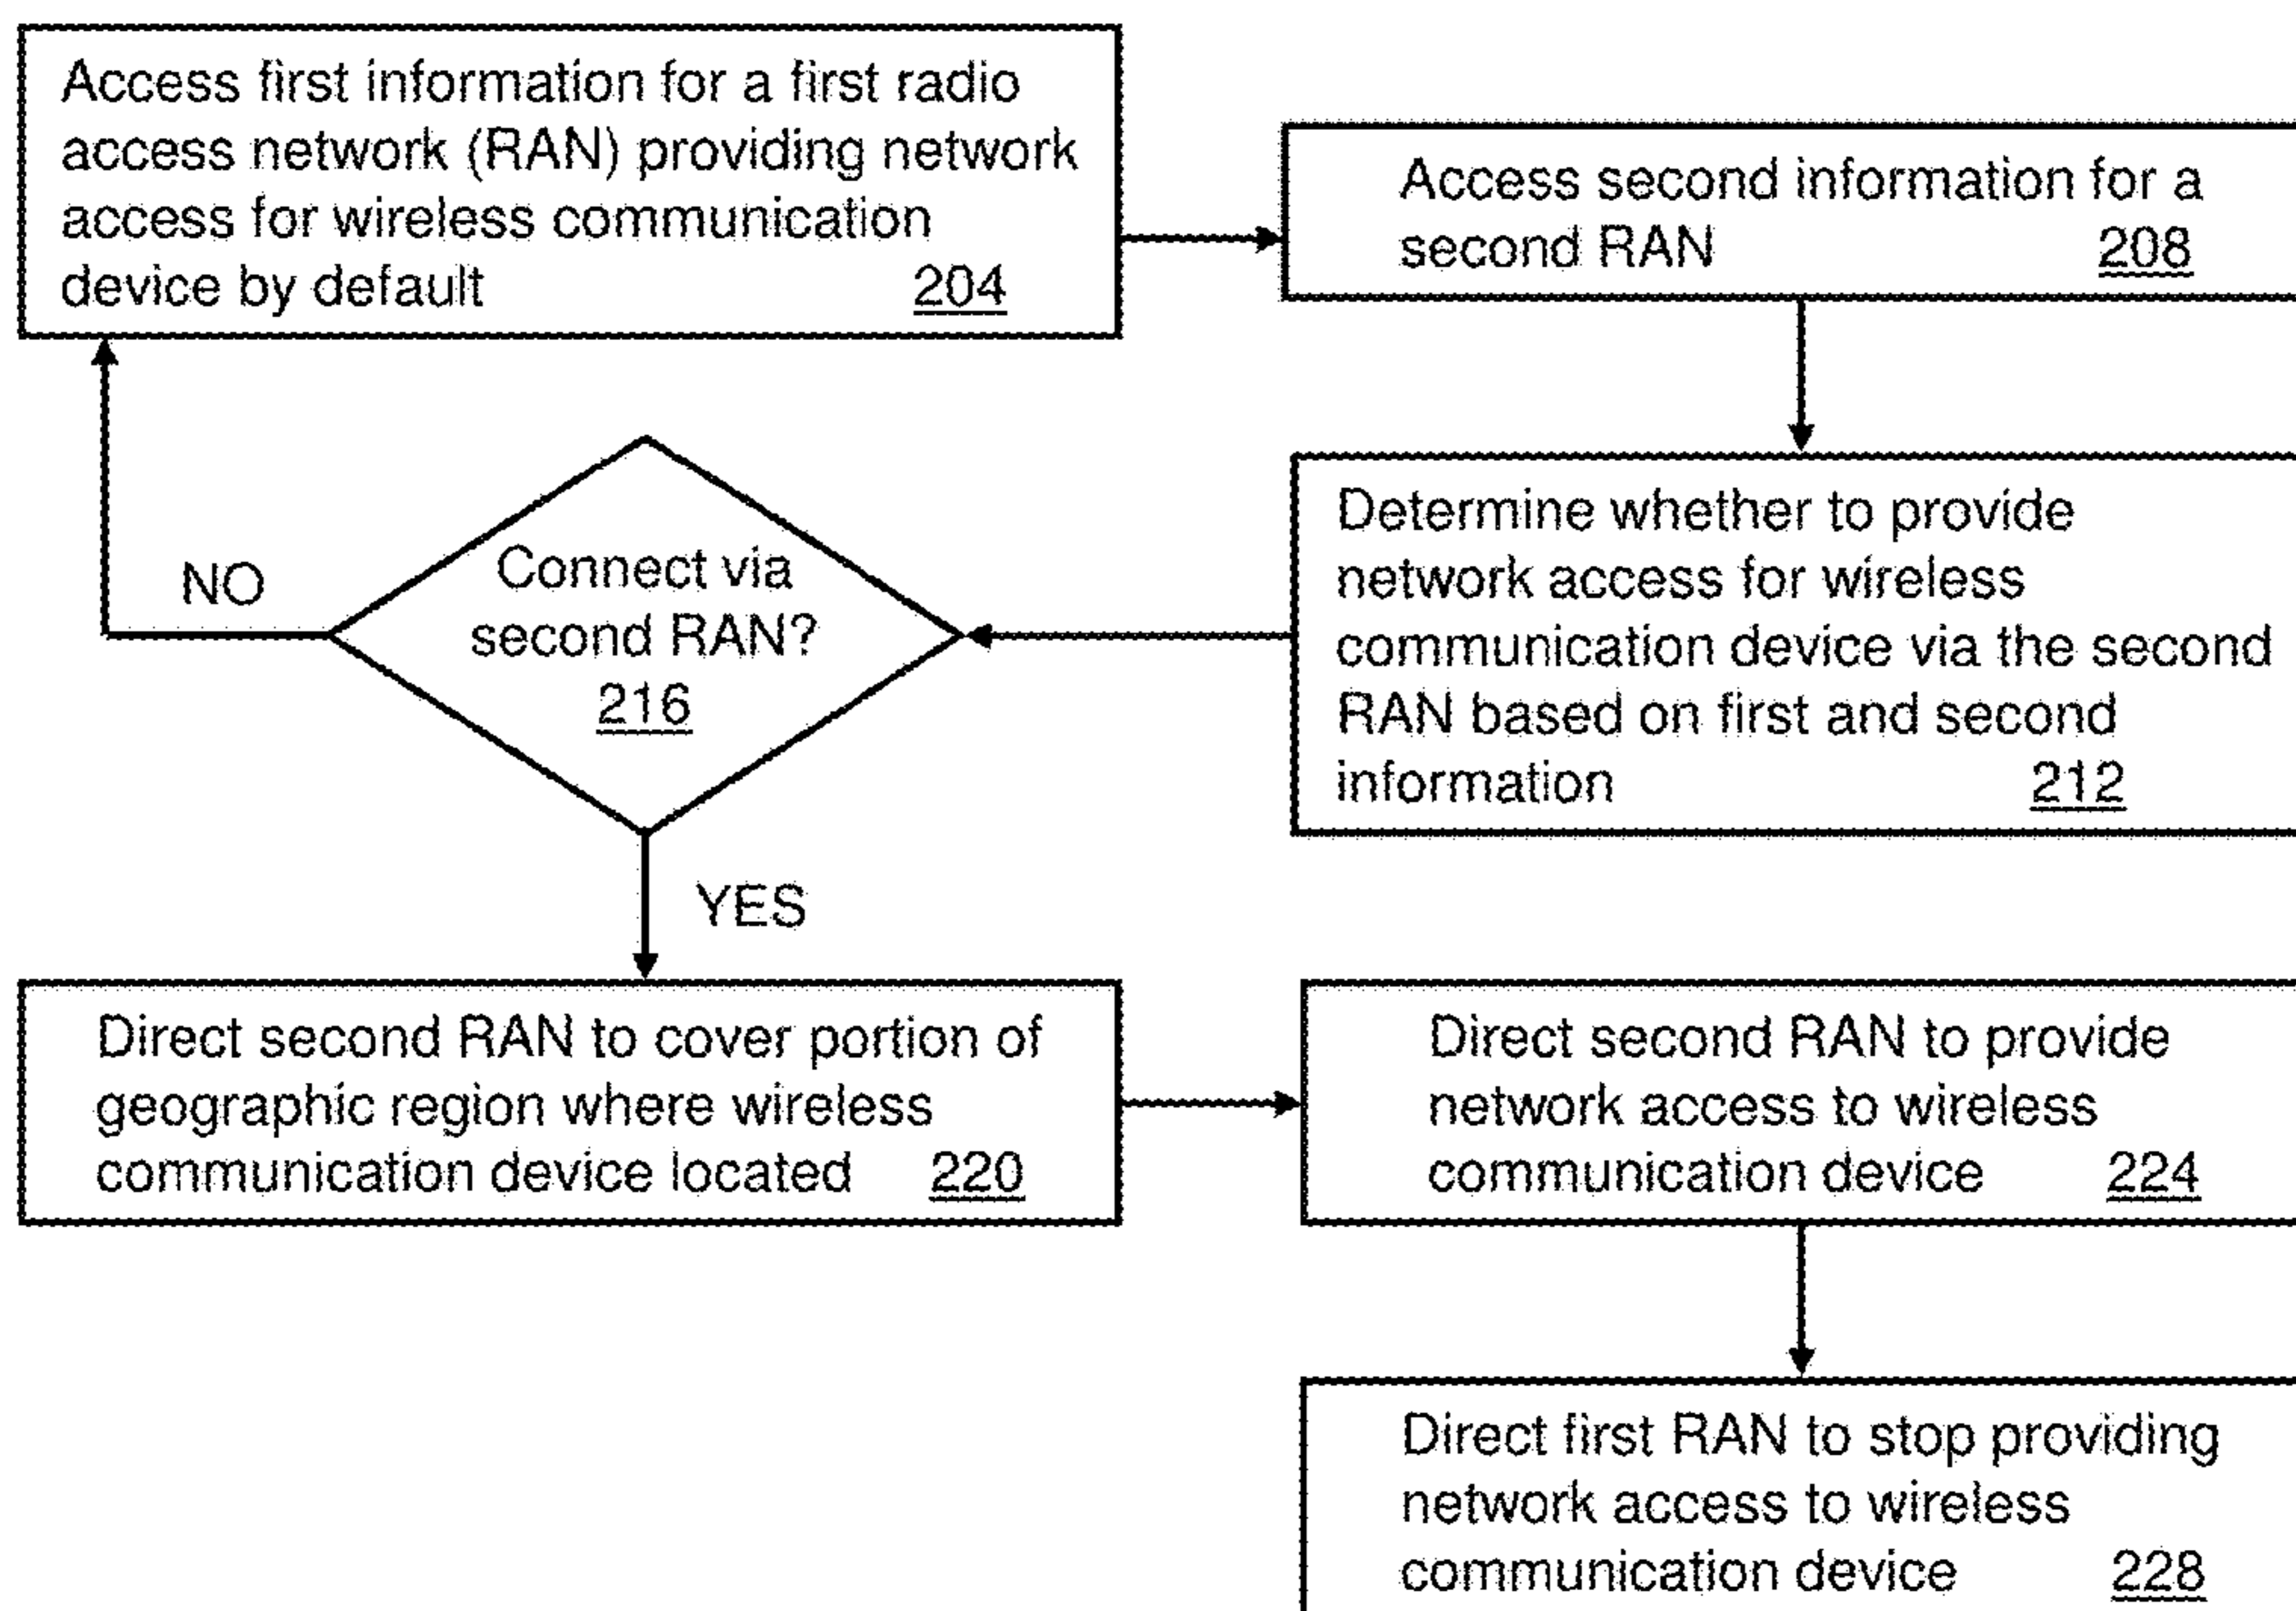 Access first information for a first radio
access network (RAN) providing network
access for wireless communication
device by default 204
Access second information for a
second RAN 208
Determine whether to provide
network access for wireless
communication device via the second
RAN based on first and second
information 212
Connect via
second RAN?
216
NO
YES
Direct second RAN to cover portion of
geographic region where wireless
communication device located 220
Direct second RAN to provide
network access to wireless
communication device 224
Direct first RAN to stop providing
network access to wireless
communication device 228